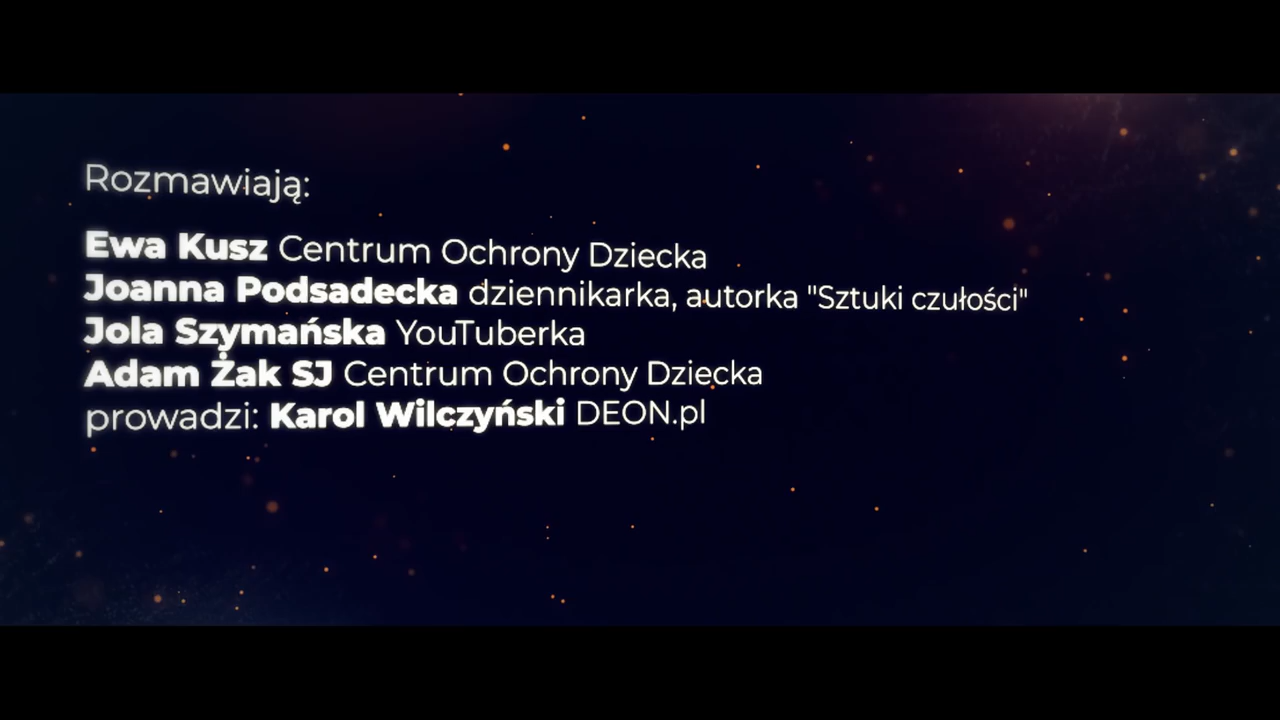 Rozmawiają:
Ewa Kusz Centrum Ochrony Dziecka
Joanna Podsadecka dziennikarka, autorka "Sztuki czułości"
Jola Szymańska YouTuberka
Adam Żak SJ Centrum Ochrony Dziecka
prowadzi: Karol Wilczyński DEON.pl